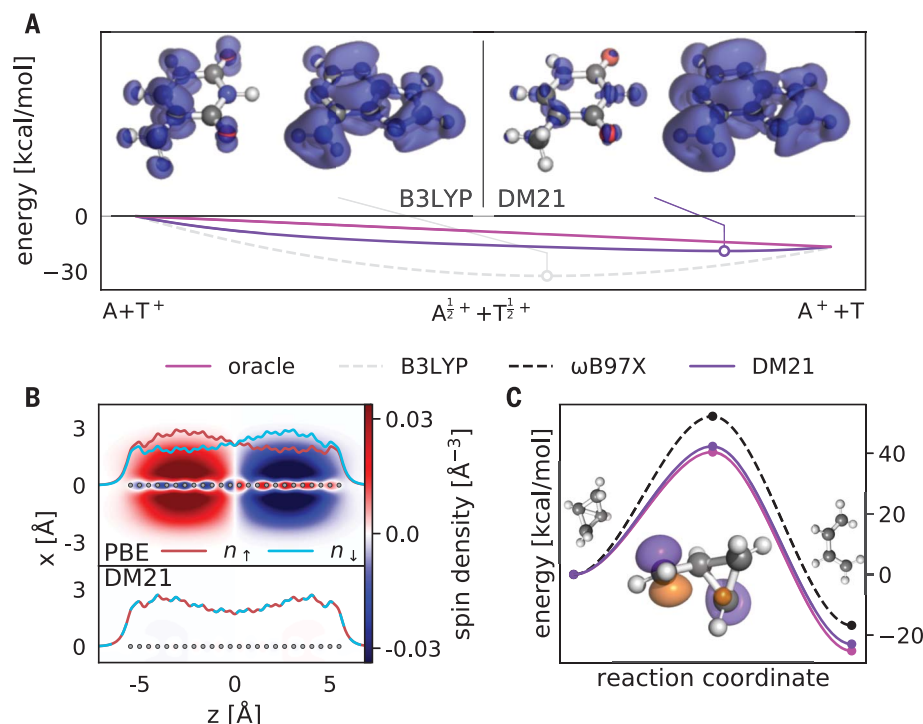 A
energy [kcal/mol]
0
−30
B3LYP
DM21
A+T⁺
A^{½+}+T^{½+}
A⁺+T
oracle
B3LYP
ωB97X
DM21
B
x [Å]
3
0
-3
PBE
n↑
n↓
DM21
3
0
-5
0
5
z [Å]
0.03
0.0
-0.03
spin density [Å⁻³]
C
energy [kcal/mol]
40
20
0
−20
reaction coordinate